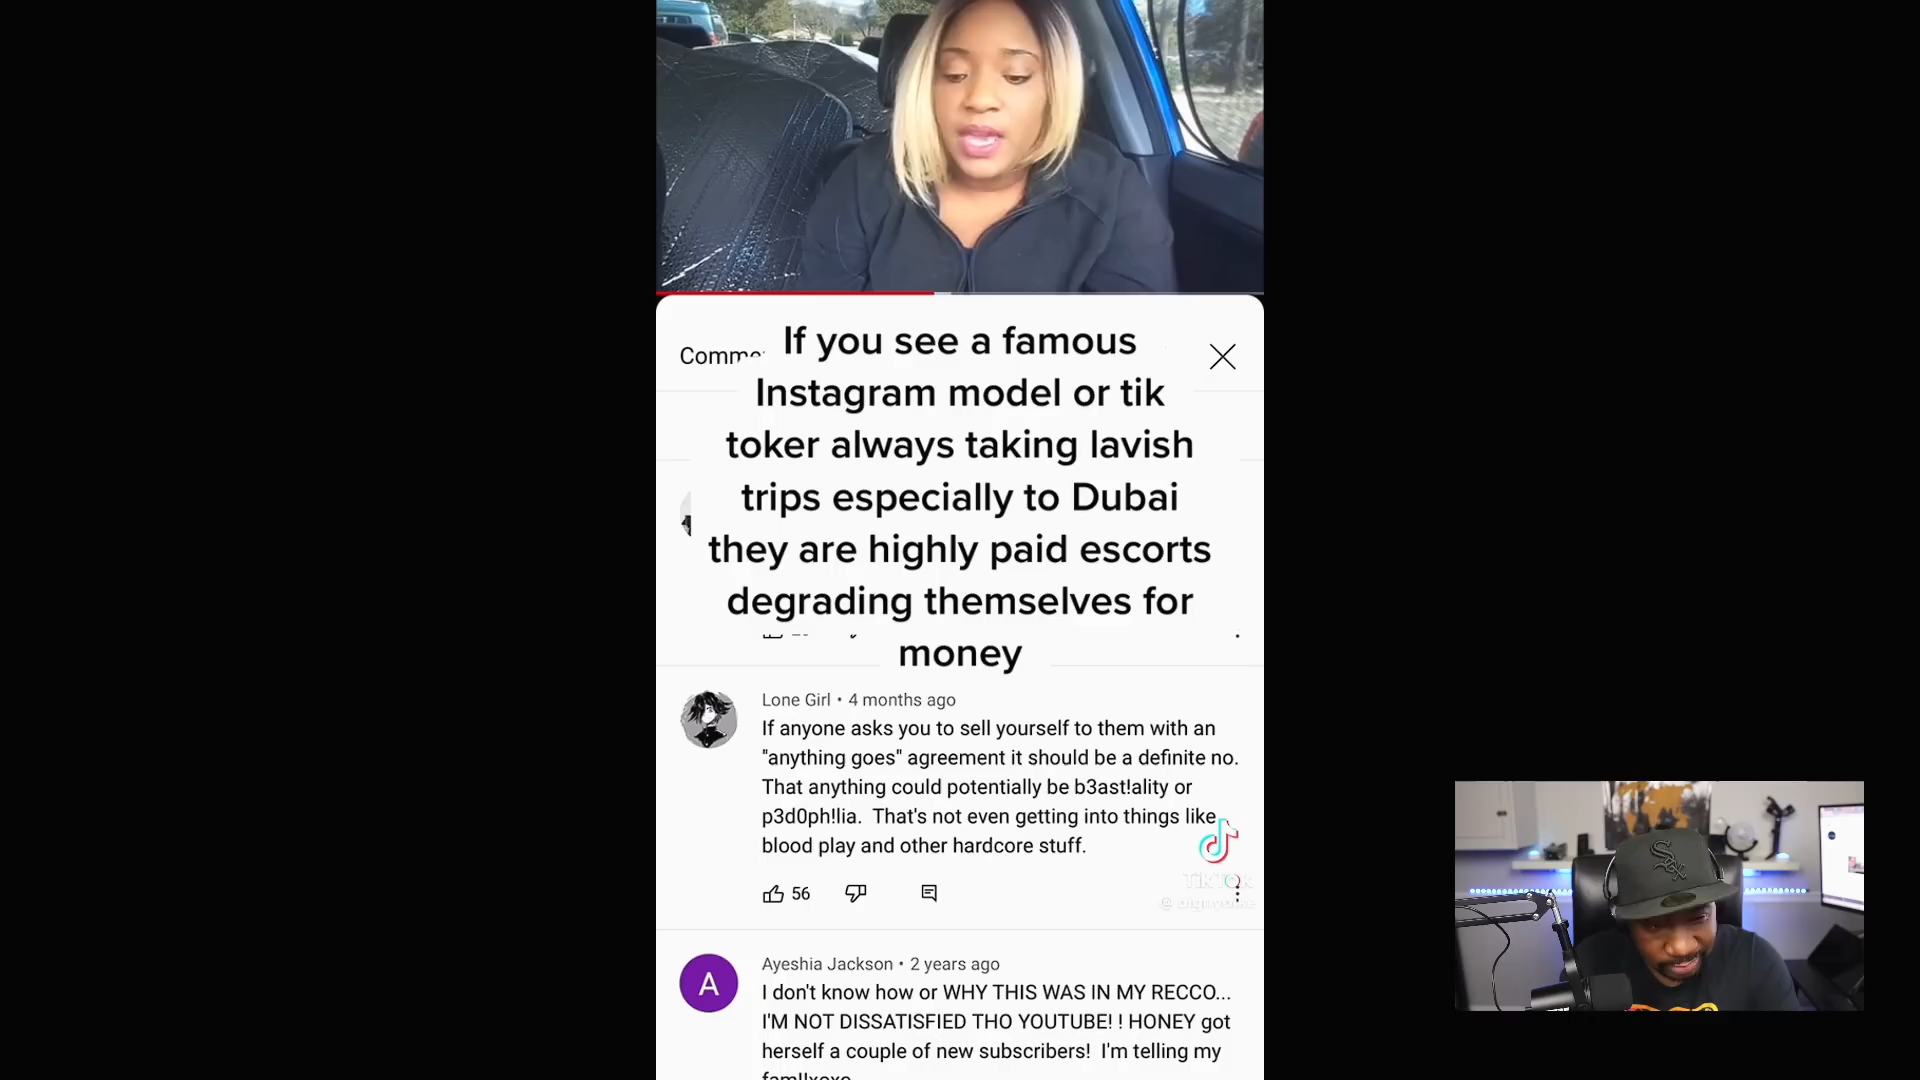 Comme
If you see a famous
Instagram model or tik
toker always taking lavish
trips especially to Dubai
they are highly paid escorts
degrading themselves for
money
Lone Girl • 4 months ago
If anyone asks you to sell yourself to them with an
"anything goes" agreement it should be a definite no.
That anything could potentially be b3ast!ality or
p3d0ph!lia. That's not even getting into things like
blood play and other hardcore stuff.
TikTok
56
A
Ayeshia Jackson • 2 years ago
I don't know how or WHY THIS WAS IN MY RECCO...
I'M NOT DISSATISFIED THO YOUTUBE! ! HONEY got
herself a couple of new subscribers! I'm telling my